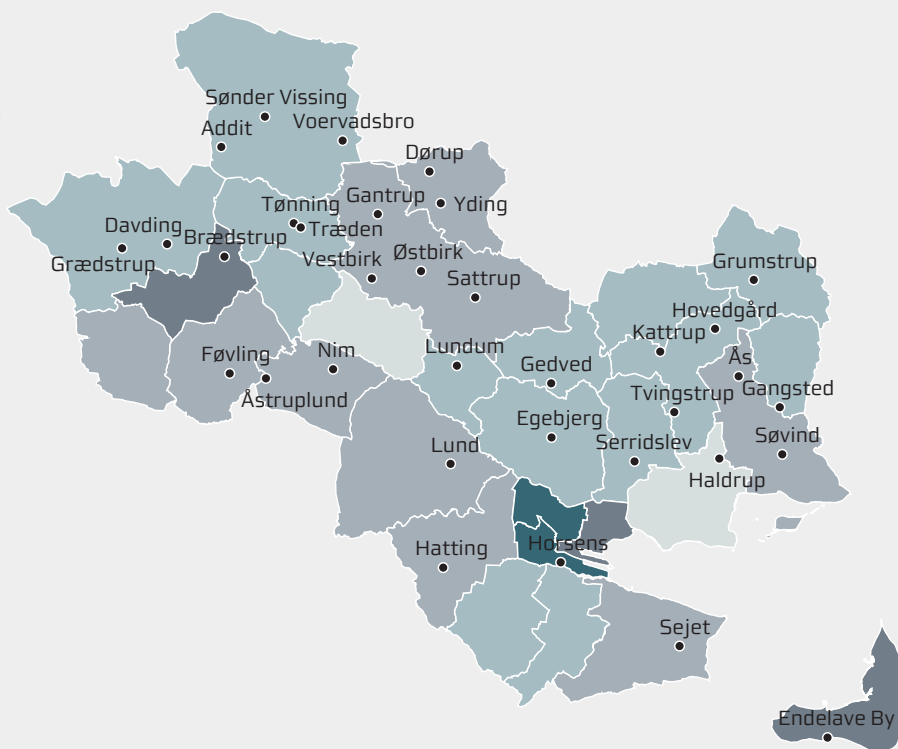 Sønder Vissing
Addit
Voervadsbro
Dørup
Gantrup
Yding
Tønning
Træden
Davding
Brædstrup
Grædstrup
Vestbirk
Østbirk
Sattrup
Grumstrup
Hovedgård
Kattrup
Føvling
Nim
Lundum
Gedved
Ås
Åstruplund
Tvingstrup
Gangsted
Egebjerg
Serridslev
Søvind
Lund
Haldrup
Hatting
Horsens
Sejet
Endelave By